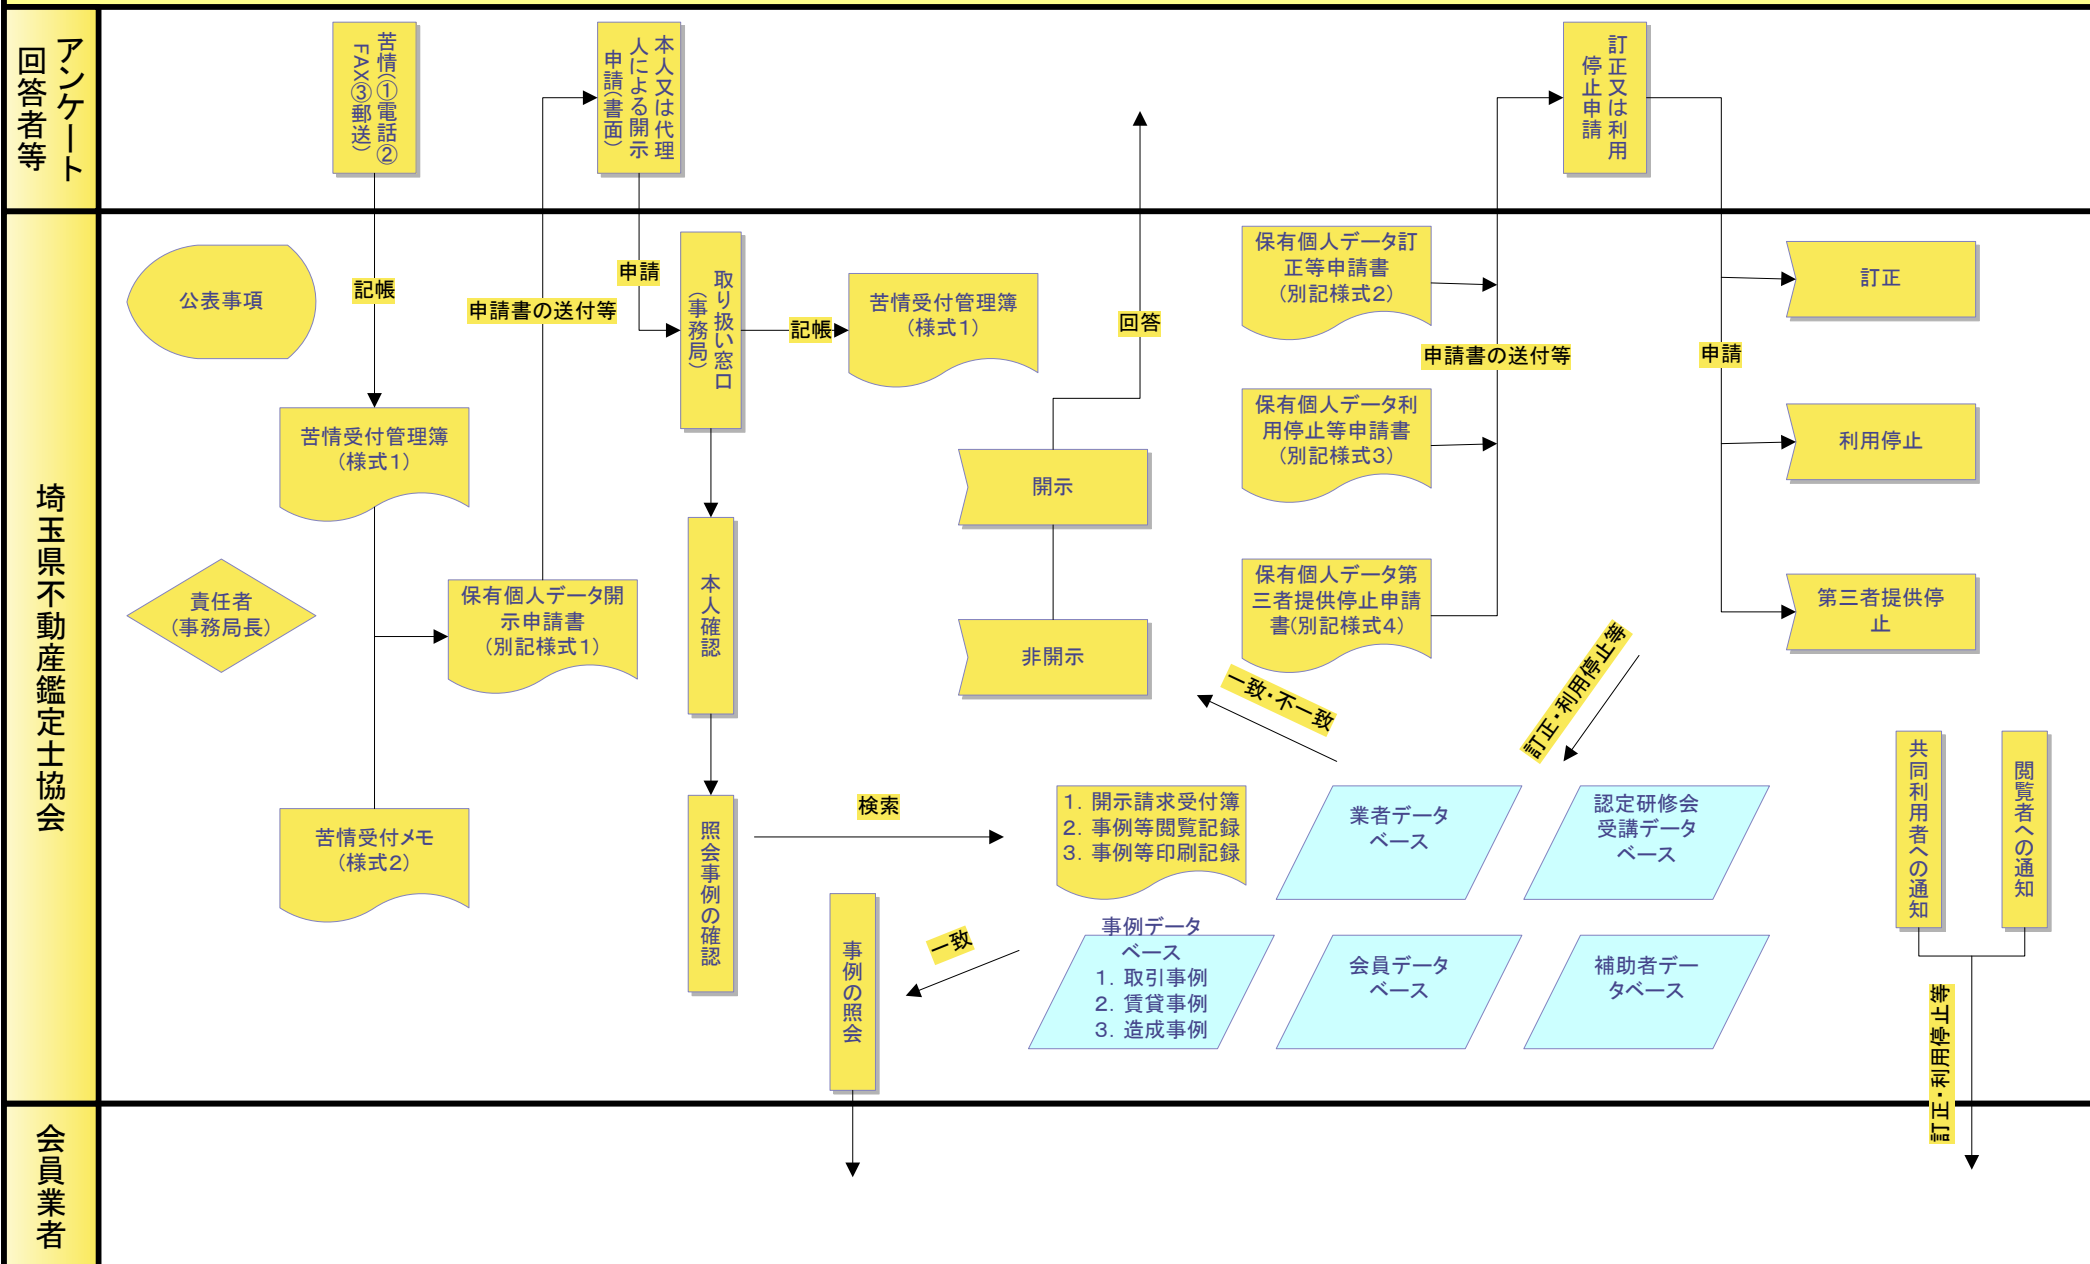 アンケート
回答者等
苦情(①電話②
FAX③郵送)
本人又は代理
人による開示
申請(書面)
訂正又は利用
停止申請
埼玉県不動産鑑定士協会
公表事項
記帳
申請書の送付等
申請
取り扱い窓口
(事務局)
記帳
苦情受付管理簿
(様式1)
回答
保有個人データ訂
正等申請書
(別記様式2)
申請書の送付等
申請
訂正
苦情受付管理簿
(様式1)
開示
保有個人データ利
用停止等申請書
(別記様式3)
利用停止
責任者
(事務局長)
保有個人データ開
示申請書
(別記様式1)
本人確認
非開示
保有個人データ第
三者提供停止申請
書(別記様式4)
第三者提供停
止
一致・不一致
訂正・利用停止等
苦情受付メモ
(様式2)
照会事例の確認
検索
1. 開示請求受付簿
2. 事例等閲覧記録
3. 事例等印刷記録
業者データ
ベース
認定研修会
受講データ
ベース
共同利用者への通知
閲覧者への通知
事例の照会
一致
事例データ
ベース
1. 取引事例
2. 賃貸事例
3. 造成事例
会員データ
ベース
補助者デー
タベース
訂正・利用停止等
会員業者